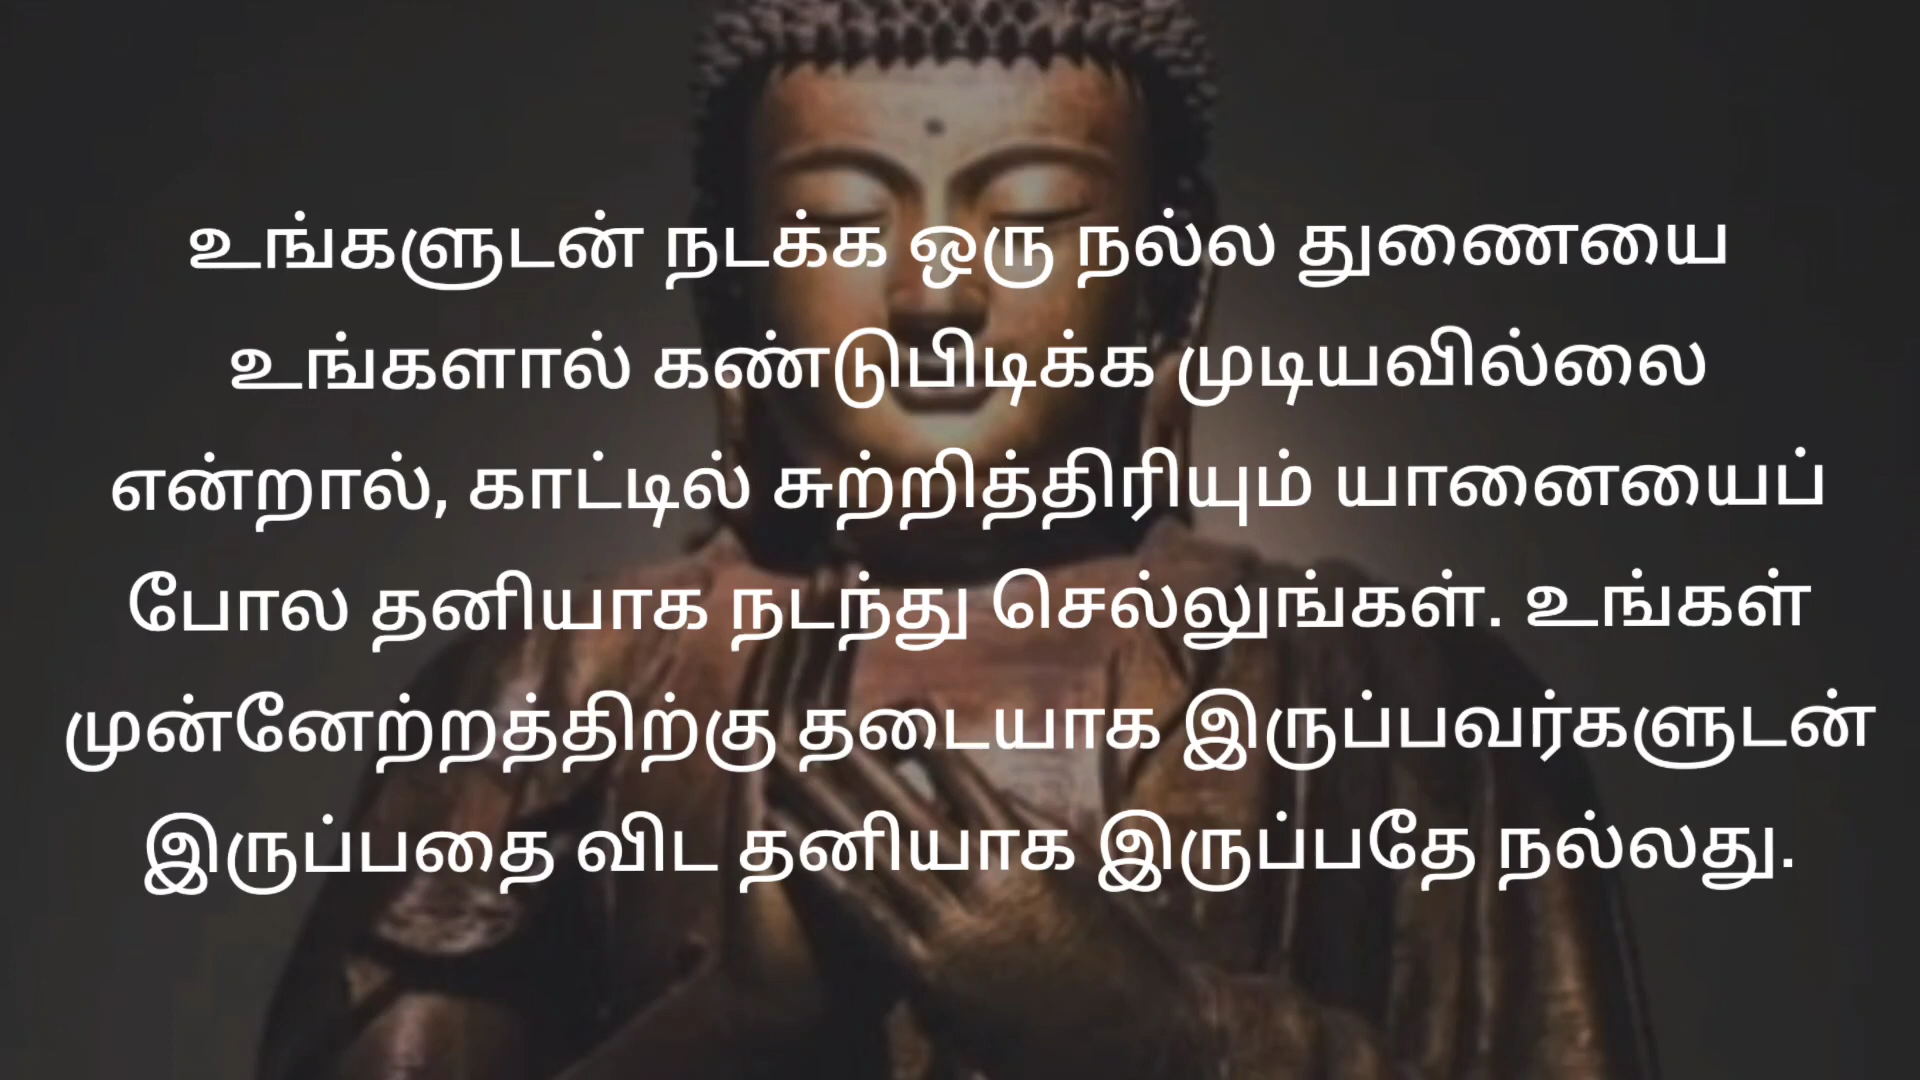 உங்களுடன் நடக்க ஒரு நல்ல துணையை
உங்களால் கண்டுபிடிக்க முடியவில்லை
என்றால், காட்டில் சுற்றித்திரியும் யானையைப்
போல தனியாக நடந்து செல்லுங்கள். உங்கள்
முன்னேற்றத்திற்கு தடையாக இருப்பவர்களுடன்
இருப்பதை விட தனியாக இருப்பதே நல்லது.